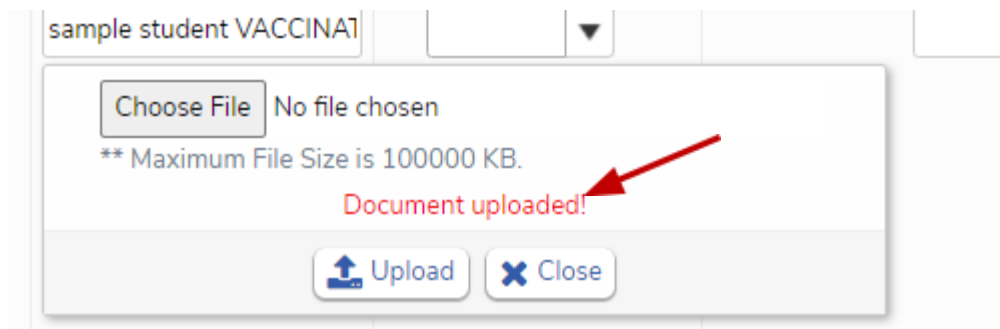 sample student VACCINAT
Choose File No file chosen
** Maximum File Size is 100000 KB.
Document uploaded!
Upload Close